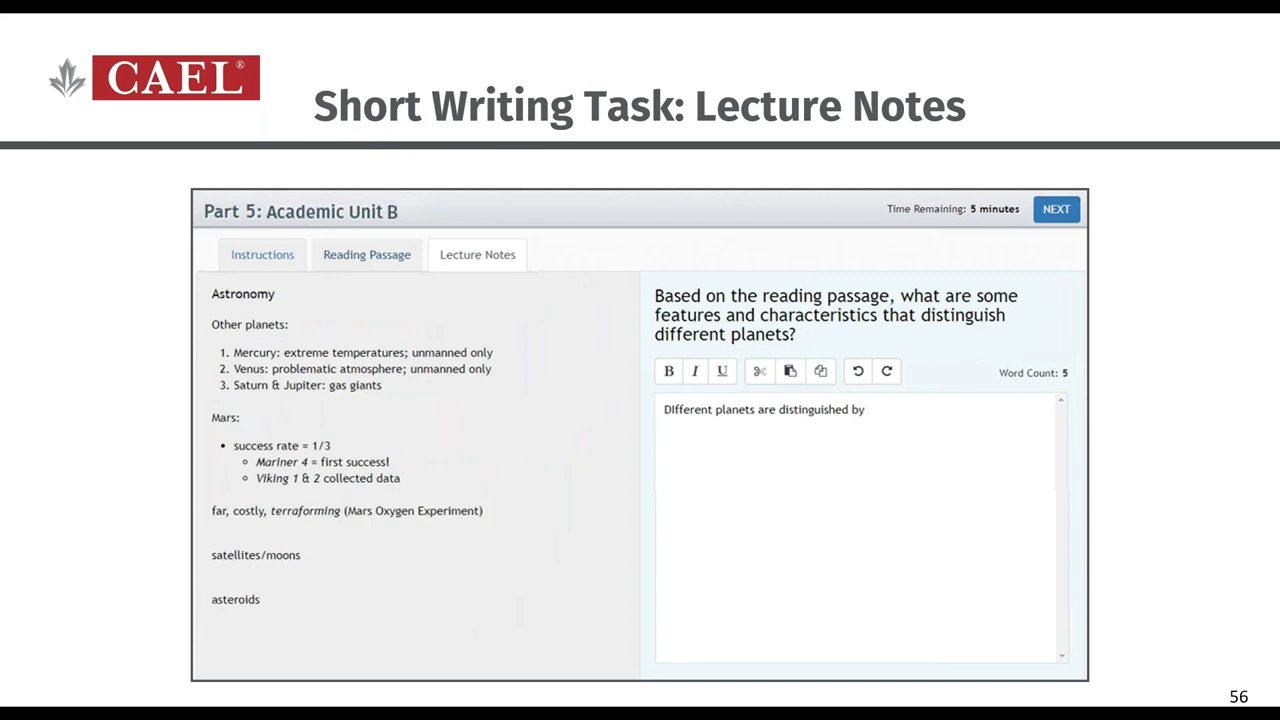 CAEL®
Short Writing Task: Lecture Notes
Part 5: Academic Unit B
Time Remaining: 5 minutes
NEXT
Instructions
Reading Passage
Lecture Notes
Astronomy
Other planets:
1. Mercury: extreme temperatures; unmanned only
2. Venus: problematic atmosphere; unmanned only
3. Saturn & Jupiter: gas giants
Mars:
• success rate = 1/3
◦ Mariner 4 = first success!
◦ Viking 1 & 2 collected data
far, costly, terraforming (Mars Oxygen Experiment)
satellites/moons
asteroids
Based on the reading passage, what are some
features and characteristics that distinguish
different planets?
B I U
Word Count: 5
DIfferent planets are distinguished by
56